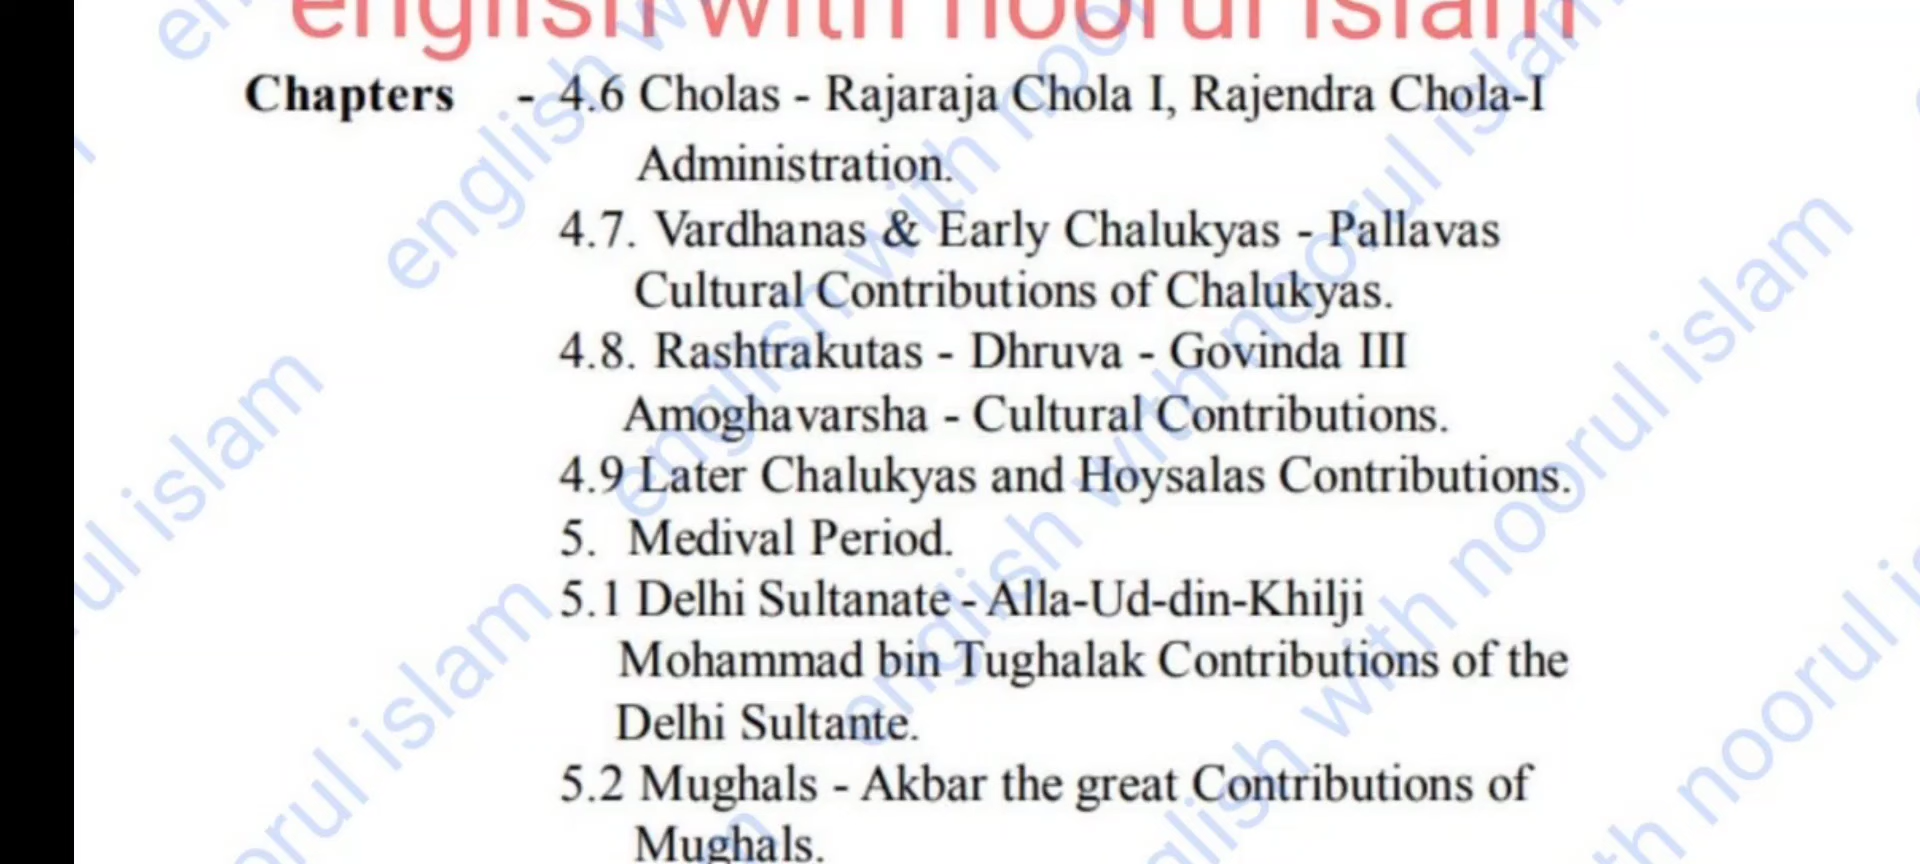 english with noorul islam
Chapters - 4.6 Cholas - Rajaraja Chola I, Rajendra Chola-I
Administration.
4.7. Vardhanas & Early Chalukyas - Pallavas
Cultural Contributions of Chalukyas.
4.8. Rashtrakutas - Dhruva - Govinda III
Amoghavarsha - Cultural Contributions.
4.9 Later Chalukyas and Hoysalas Contributions.
5. Medival Period.
5.1 Delhi Sultanate - Alla-Ud-din-Khilji
Mohammad bin Tughalak Contributions of the
Delhi Sultante.
5.2 Mughals - Akbar the great Contributions of
Mughals.